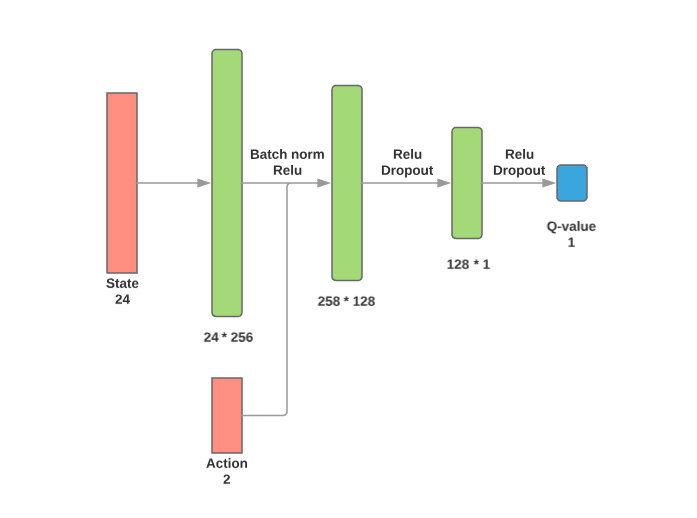 State
24
24 * 256
Action
2
Batch norm
Relu
258 * 128
Relu
Dropout
128 * 1
Relu
Dropout
Q-value
1